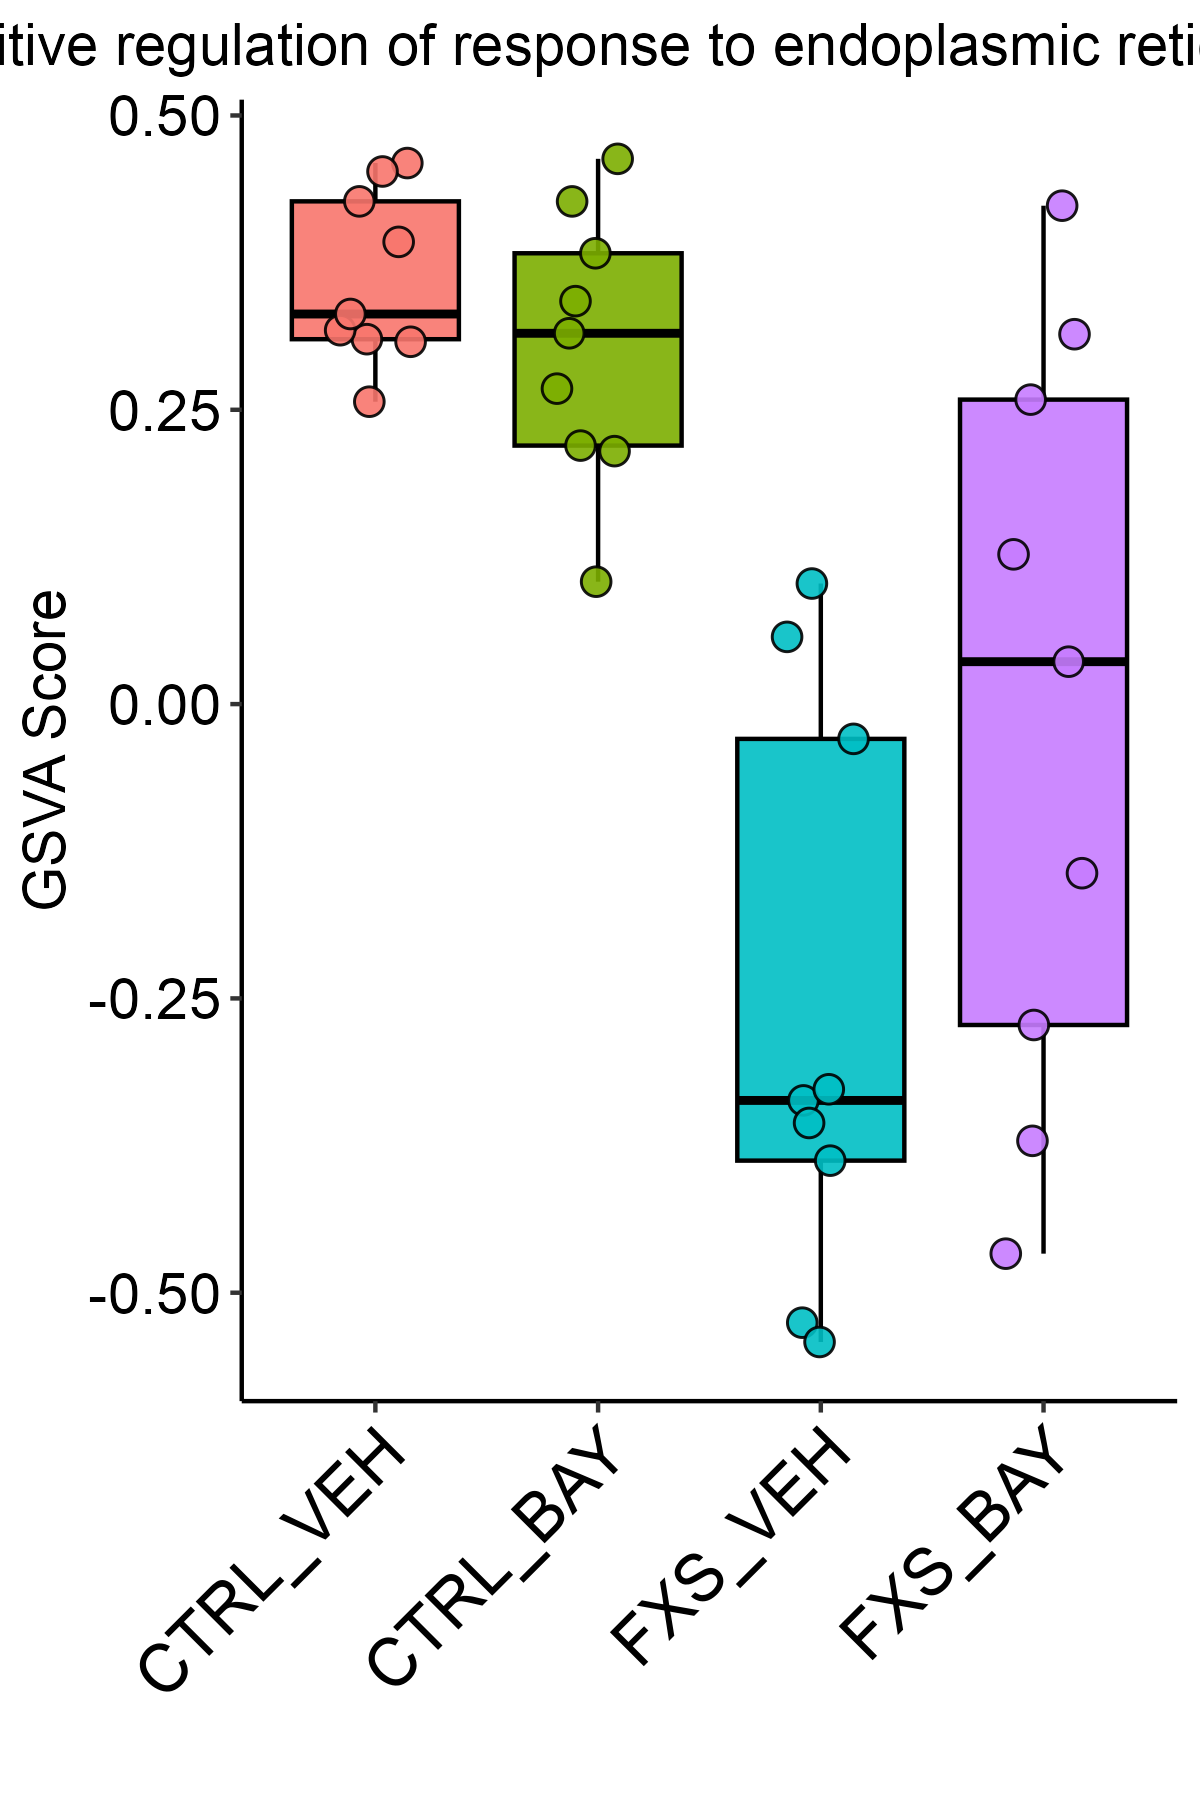 itive regulation of response to endoplasmic reti
0.50
0.25
0.00
-0.25
-0.50
GSVA Score
CTRL_VEH
CTRL_BAY
FXS_VEH
FXS_BAY